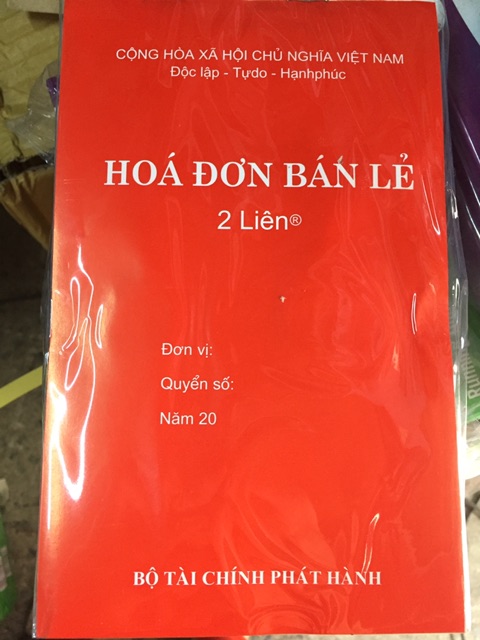 CỘNG HÒA XÃ HỘI CHỦ NGHĨA VIỆT NAM
Độc lập - Tựdo - Hạnhphúc
HOÁ ĐƠN BÁN LẺ
2 Liên®
Đơn vị:
Quyển số:
Năm 20
BỘ TÀI CHÍNH PHÁT HÀNH